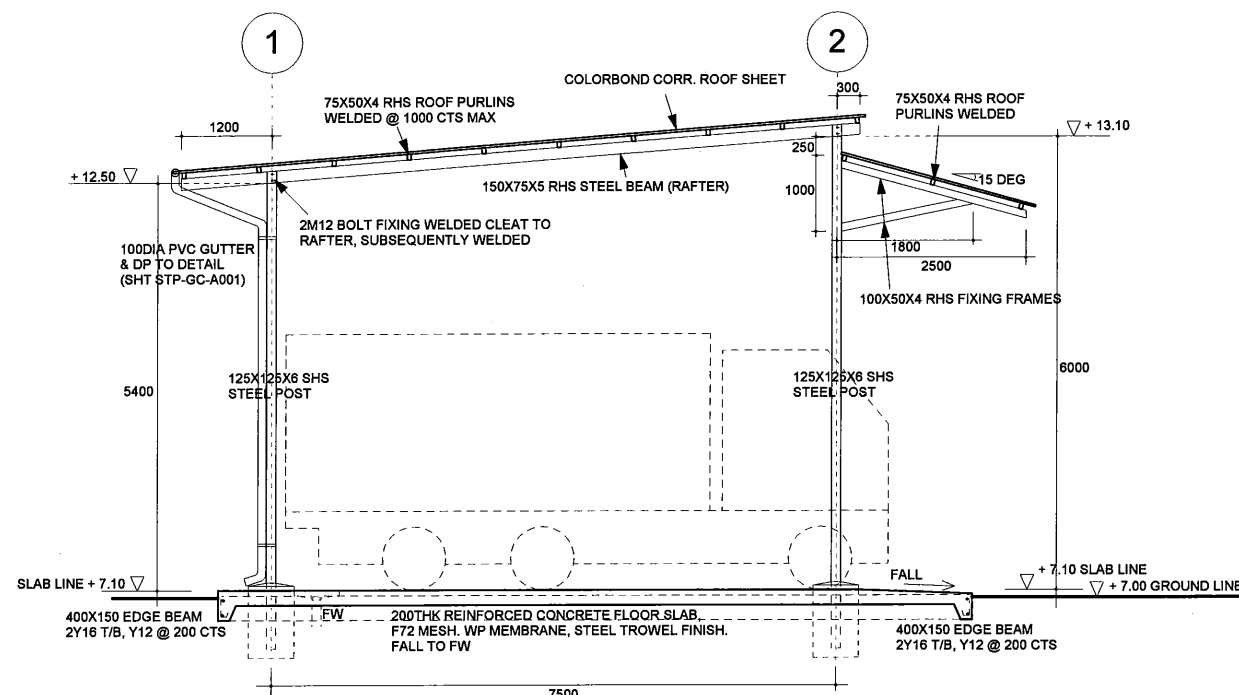 1
2
COLORBOND CORR. ROOF SHEET
300
75X50X4 RHS ROOF PURLINS
WELDED @ 1000 CTS MAX
75X50X4 RHS ROOF
PURLINS WELDED
1200
+ 13.10
250
+ 12.50
150X75X5 RHS STEEL BEAM (RAFTER)
15 DEG
1000
2M12 BOLT FIXING WELDED CLEAT TO
RAFTER, SUBSEQUENTLY WELDED
100DIA PVC GUTTER
& DP TO DETAIL
(SHT STP-GC-A001)
1800
2500
100X50X4 RHS FIXING FRAMES
5400
125X125X6 SHS
STEEL POST
125X125X6 SHS
STEEL POST
6000
SLAB LINE + 7.10
FALL
+ 7.10 SLAB LINE
+ 7.00 GROUND LINE
400X150 EDGE BEAM
2Y16 T/B, Y12 @ 200 CTS
FW
200THK REINFORCED CONCRETE FLOOR SLAB,
F72 MESH. WP MEMBRANE, STEEL TROWEL FINISH.
FALL TO FW
400X150 EDGE BEAM
2Y16 T/B, Y12 @ 200 CTS
7500